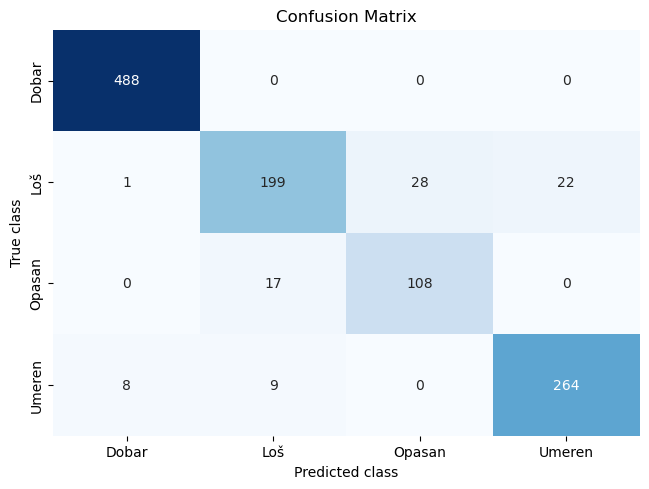 Confusion Matrix
True class
Dobar 488 0 0 0
Loš 1 199 28 22
Opasan 0 17 108 0
Umeren 8 9 0 264
Dobar Loš Opasan Umeren
Predicted class